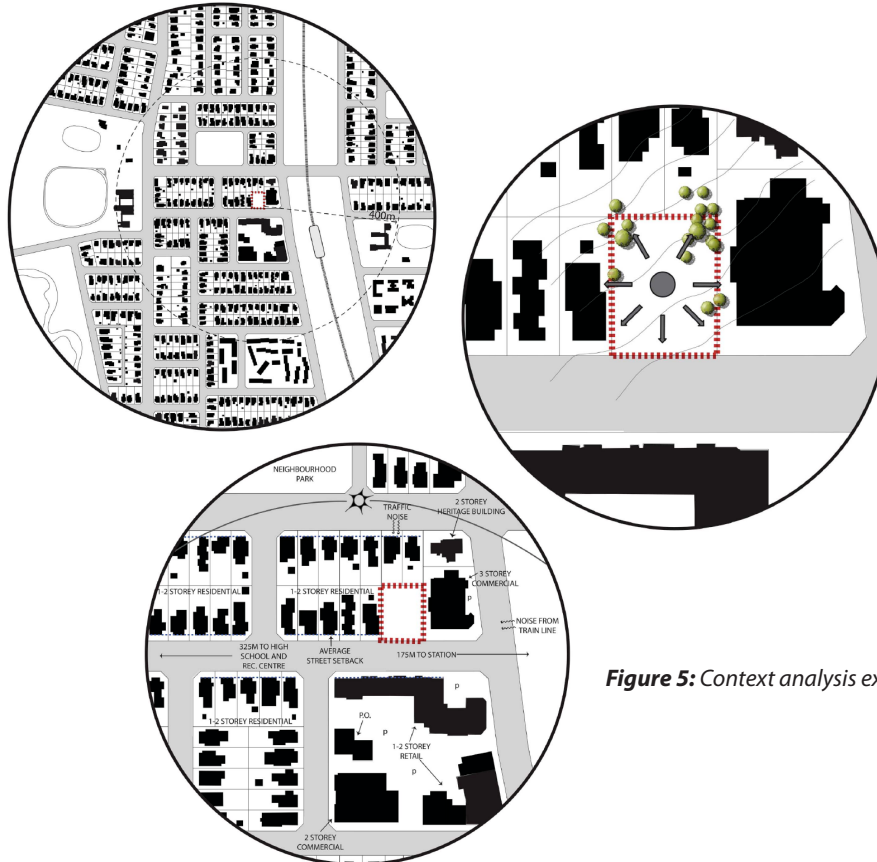 400m
NEIGHBOURHOOD
PARK
TRAFFIC
NOISE
2 STOREY
HERITAGE BUILDING
3 STOREY
COMMERCIAL
P
1-2 STOREY RESIDENTIAL
1-2 STOREY RESIDENTIAL
NOISE FROM
TRAIN LINE
325M TO HIGH
SCHOOL AND
REC. CENTRE
AVERAGE
STREET SETBACK
175M TO STATION
Figure 5: Context analysis ex
P
1-2 STOREY RESIDENTIAL
P.O.
P
1-2 STOREY
RETAIL
P
2 STOREY
COMMERCIAL